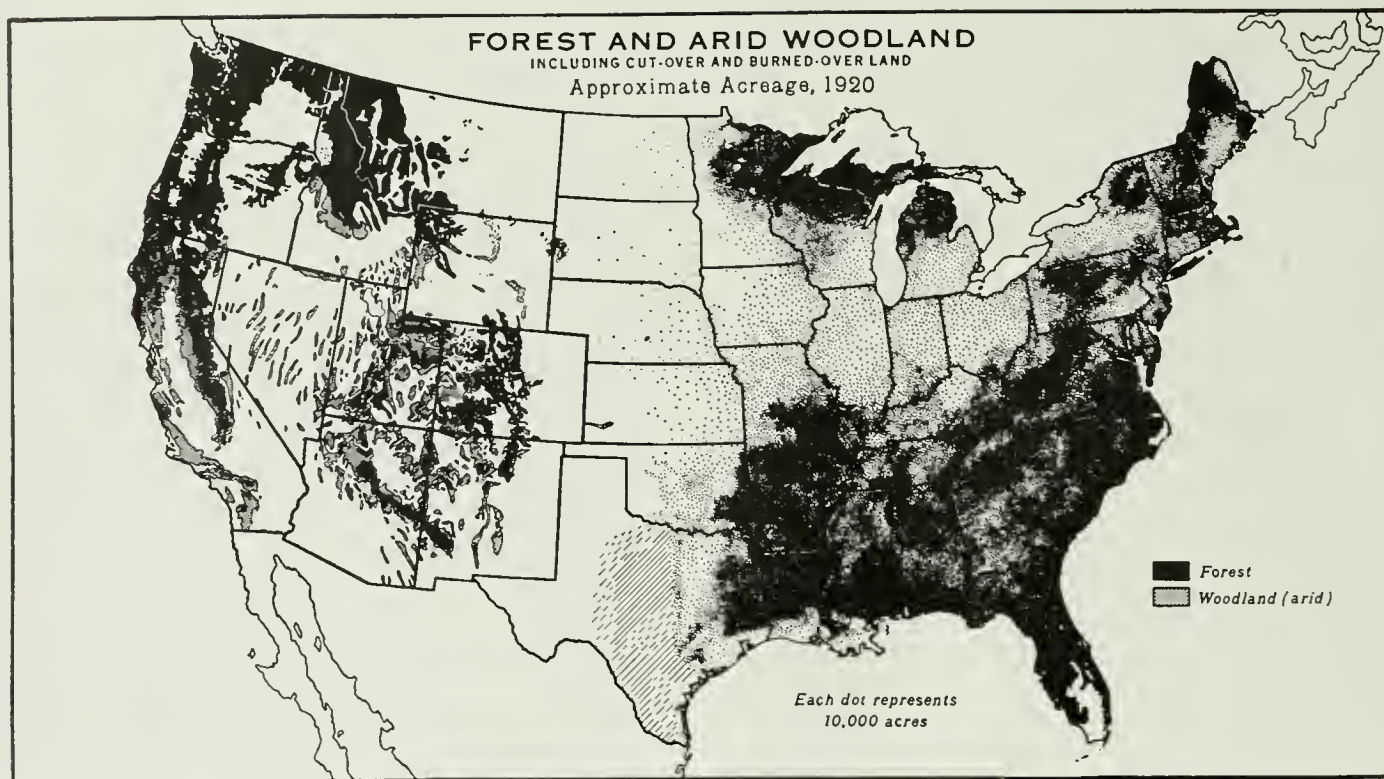 FOREST AND ARID WOODLAND
INCLUDING CUT-OVER AND BURNED-OVER LAND
Approximate Acreage, 1920
Forest
Woodland (arid)
Each dot represents
10,000 acres